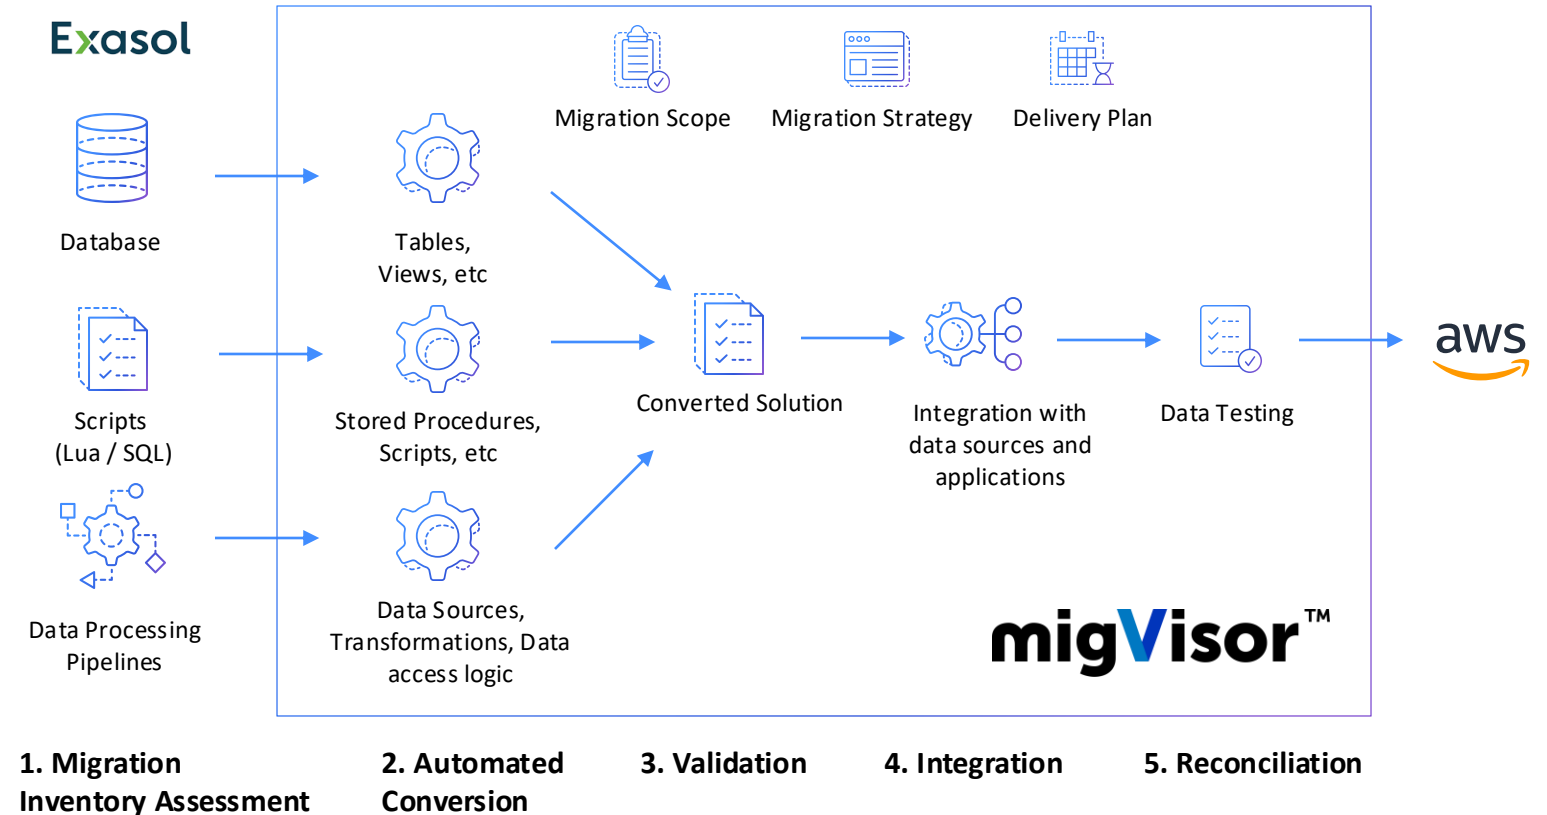 Exasol
Migration Scope
Migration Strategy
Delivery Plan
Database
Tables,
Views, etc
Scripts
(Lua / SQL)
Stored Procedures,
Scripts, etc
Converted Solution
Integration with
data sources and
applications
Data Testing
aws
Data Processing
Pipelines
Data Sources,
Transformations, Data
access logic
migVisor™
1. Migration
Inventory Assessment
2. Automated
Conversion
3. Validation
4. Integration
5. Reconciliation